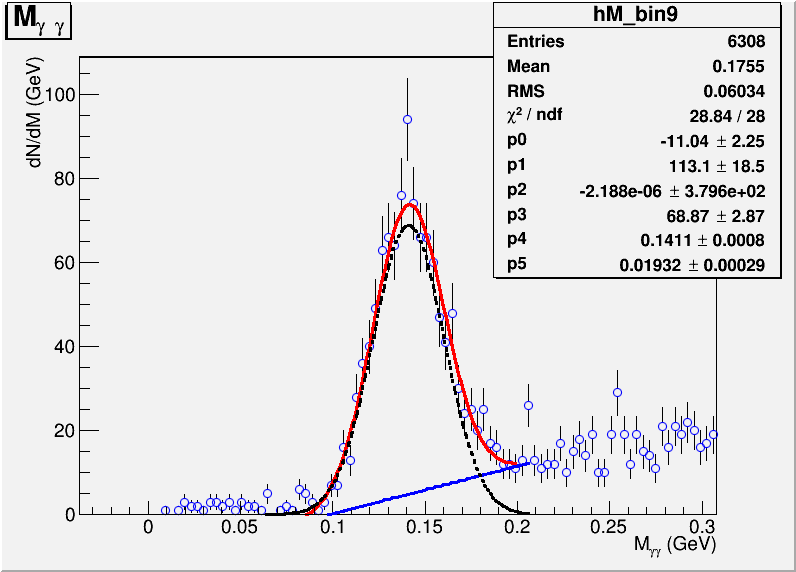 Mγ γ
hM_bin9
Entries 6308
Mean 0.1755
RMS 0.06034
χ² / ndf 28.84 / 28
p0 -11.04 ± 2.25
p1 113.1 ± 18.5
p2 -2.188e-06 ± 3.796e+02
p3 68.87 ± 2.87
p4 0.1411 ± 0.0008
p5 0.01932 ± 0.00029
dN/dM (GeV)
100
80
60
40
20
0
0 0.05 0.1 0.15 0.2 0.25 0.3
Mγγ (GeV)